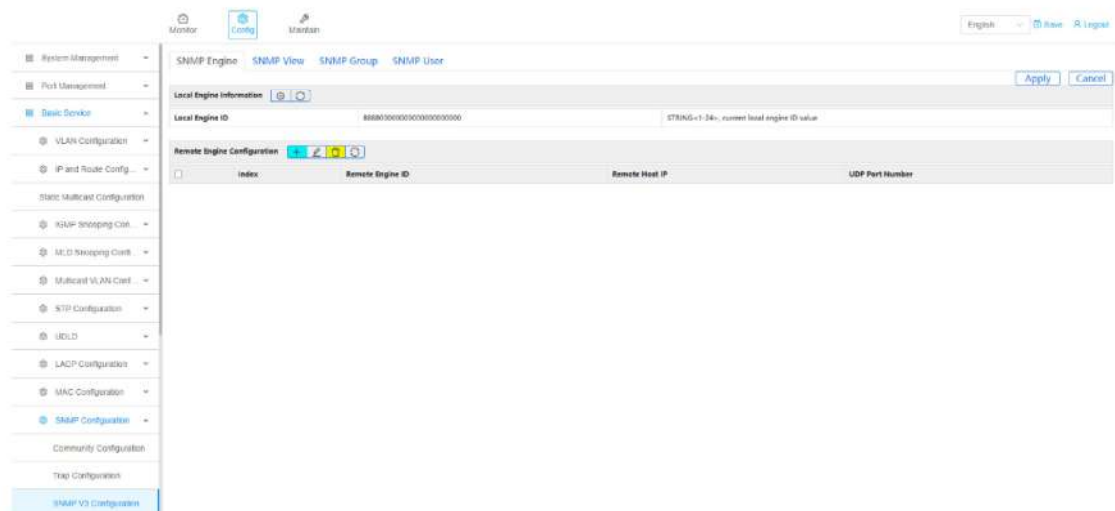 Monitor
Config
Maintain
English
Save
Logout
System Management
SNMP Engine SNMP View SNMP Group SNMP User
Port Management
Apply Cancel
Local Engine Information
Basic Service
Local Engine ID
STRING<1-24>, current local engine ID value
VLAN Configuration
Remote Engine Configuration
IP and Route Config...
Index Remote Engine ID Remote Host IP UDP Port Number
Static Multicast Configuration
IGMP Snooping Con...
MLD Snooping Confi...
Multicast VLAN Conf...
STP Configuration
UDLD
LACP Configuration
MAC Configuration
SNMP Configuration
Community Configuration
Trap Configuration
SNMP V3 Configuration